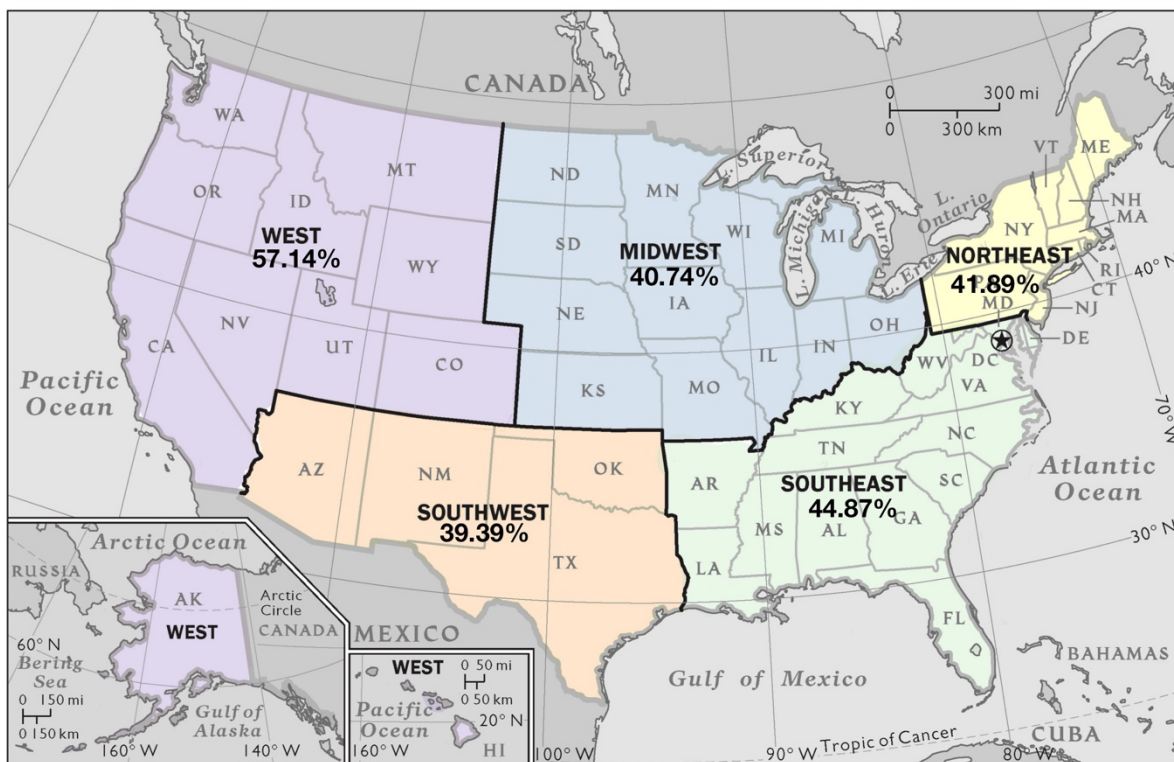 CANADA
0 300 mi
0 300 km
WA
MT
ND
MN
L. Superior
VT
ME
OR
ID
SD
WI
L. Michigan
MI
L. Huron
L. Ontario
NY
NH
MA
WEST
57.14%
WY
MIDWEST
40.74%
NORTHEAST
41.89%
L. Erie
RI
CT
40° N
NE
IA
MD
NJ
CA
NV
UT
CO
IL
IN
OH
DE
Pacific
Ocean
KS
MO
WV
DC
VA
70° W
KY
NC
TN
AZ
NM
OK
AR
SC
Atlantic
Ocean
SOUTHWEST
39.39%
SOUTHEAST
44.87%
MS
AL
GA
30° N
TX
LA
FL
Arctic Ocean
RUSSIA
AK
Arctic
Circle
CANADA
WEST
60° N
Bering
Sea
0 150 mi
0 150 km
Gulf of
Alaska
160° W
140° W
MEXICO
WEST
0 50 mi
0 50 km
Pacific
Ocean
20° N
160° W
HI
Gulf of Mexico
BAHAMAS
CUBA
Tropic of Cancer
100° W
90° W
80° W